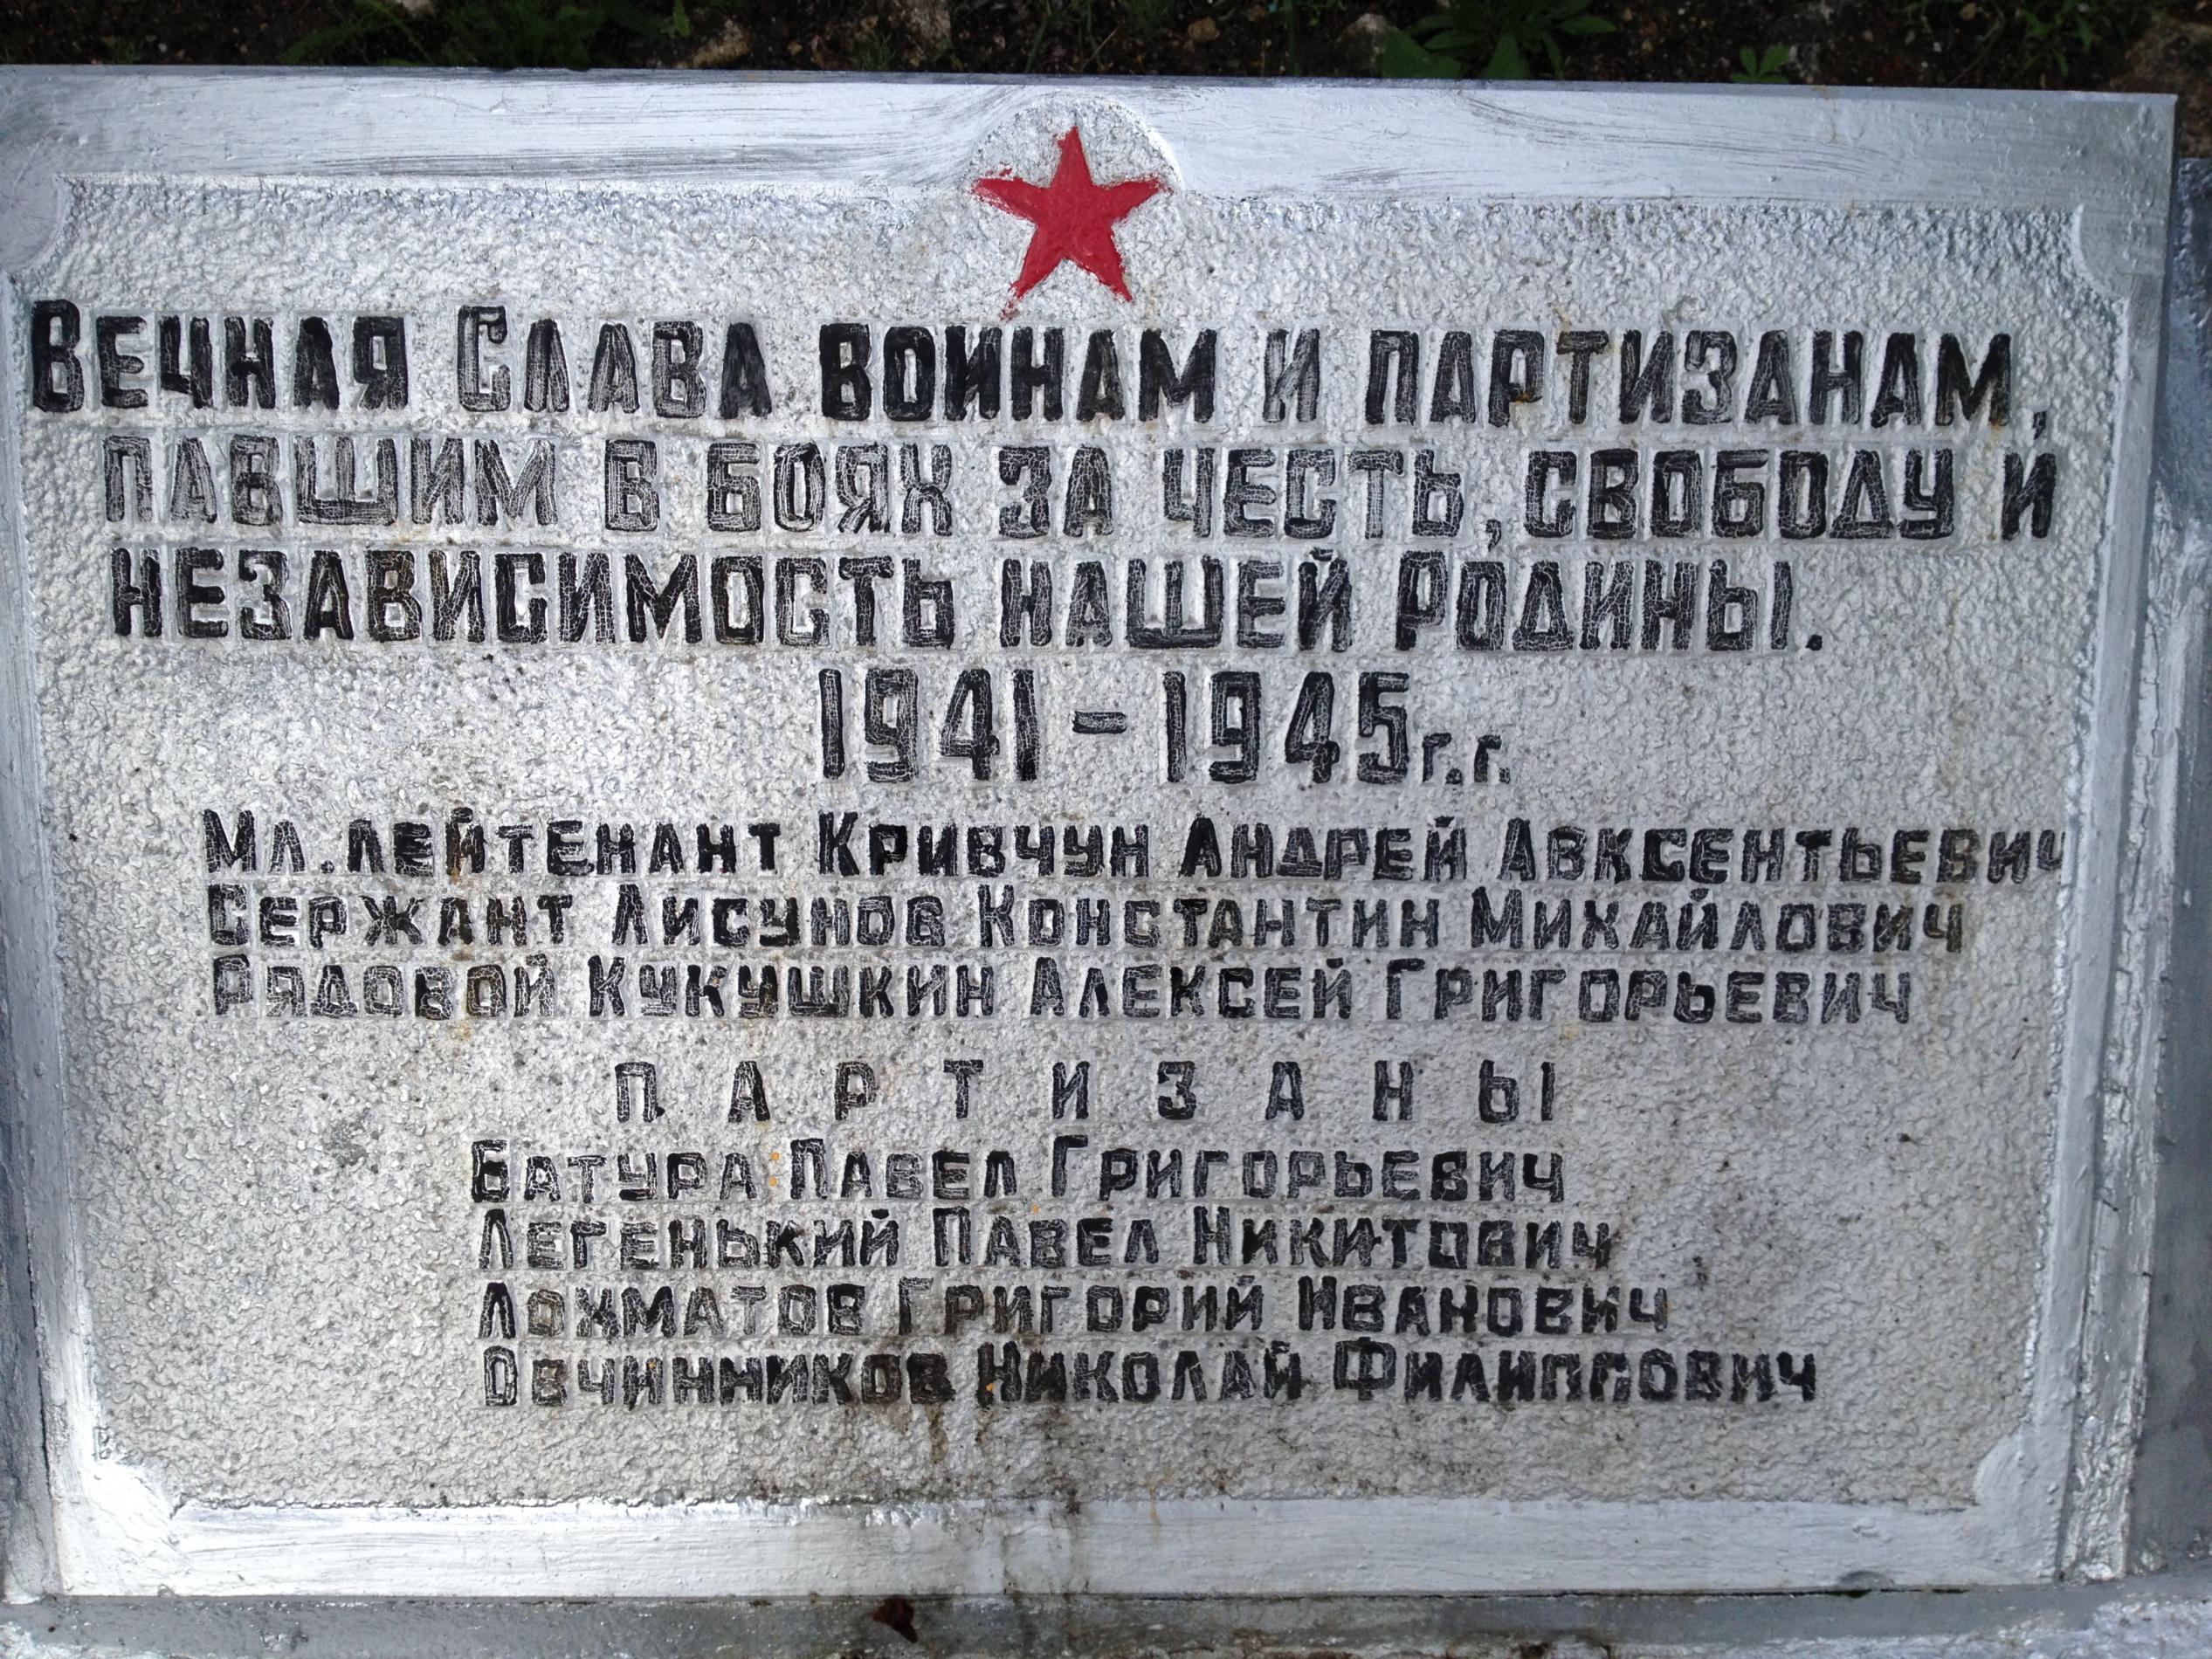 Вечная Слава воинам и партизанам,
павшим в боях за честь, свободу и
независимость нашей Родины.
1941 – 1945 г.г.
Мл. лейтенант Кривчун Андрей Авксентьевич
Сержант Лисунов Константин Михайлович
Рядовой Кукушкин Алексей Григорьевич
П А Р Т И З А Н Ы
Батура Павел Григорьевич
Легенький Павел Никитович
Лохматов Григорий Иванович
Овчинников Николай Филиппович